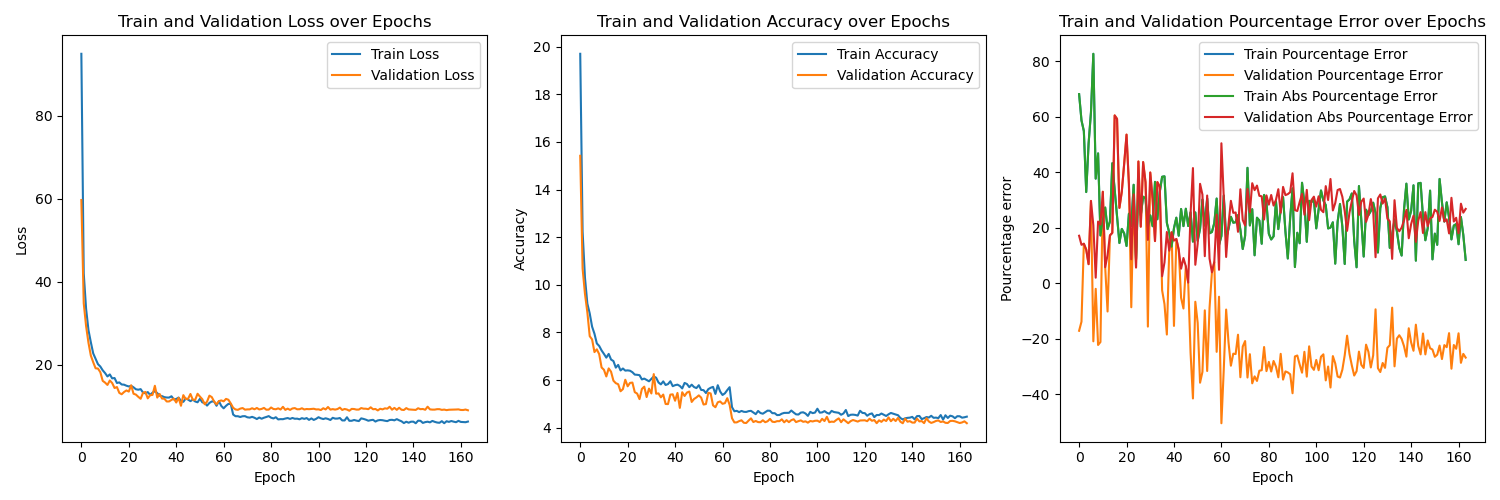 Train and Validation Loss over Epochs
Train Loss
Validation Loss
80
60
40
20
Loss
0 20 40 60 80 100 120 140 160
Epoch
Train and Validation Accuracy over Epochs
Train Accuracy
Validation Accuracy
20
18
16
14
12
10
8
6
4
Accuracy
0 20 40 60 80 100 120 140 160
Epoch
Train and Validation Pourcentage Error over Epochs
Train Pourcentage Error
Validation Pourcentage Error
Train Abs Pourcentage Error
Validation Abs Pourcentage Error
80
60
40
20
0
−20
−40
Pourcentage error
0 20 40 60 80 100 120 140 160
Epoch